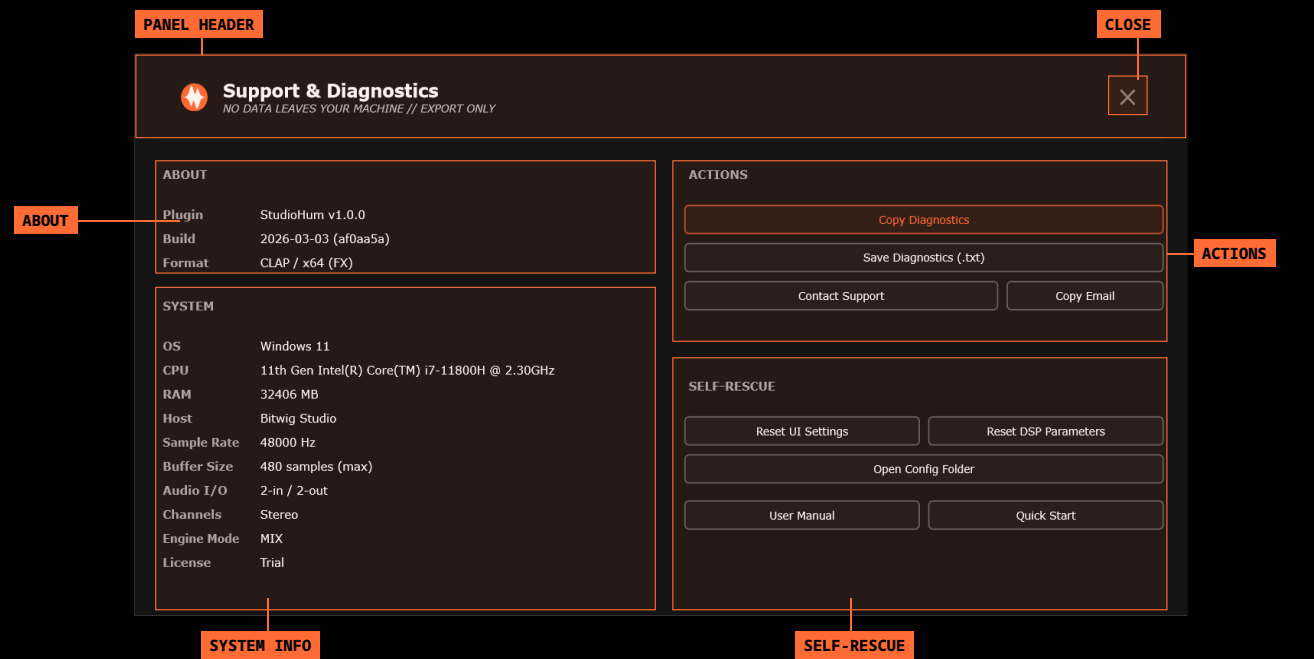 PANEL HEADER
CLOSE
Support & Diagnostics
NO DATA LEAVES YOUR MACHINE // EXPORT ONLY
ABOUT
ABOUT
Plugin StudioHum v1.0.0
Build 2026-03-03 (af0aa5a)
Format CLAP / x64 (FX)
SYSTEM
OS Windows 11
CPU 11th Gen Intel(R) Core(TM) i7-11800H @ 2.30GHz
RAM 32406 MB
Host Bitwig Studio
Sample Rate 48000 Hz
Buffer Size 480 samples (max)
Audio I/O 2-in / 2-out
Channels Stereo
Engine Mode MIX
License Trial
SYSTEM INFO
ACTIONS
Copy Diagnostics
Save Diagnostics (.txt)
Contact Support Copy Email
ACTIONS
SELF-RESCUE
Reset UI Settings Reset DSP Parameters
Open Config Folder
User Manual Quick Start
SELF-RESCUE